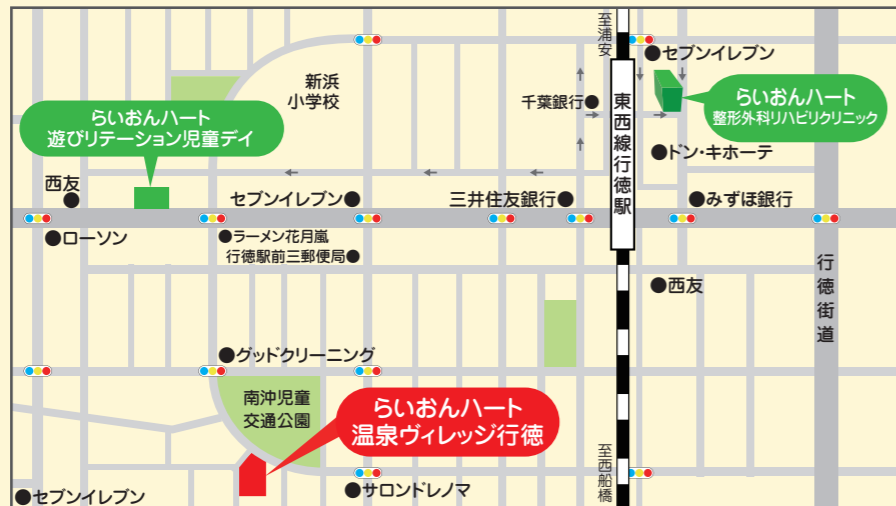 至浦安
セブンイレブン
新浜
小学校
千葉銀行
東西線行徳駅
らいおんハート
整形外科リハビリクリニック
らいおんハート
遊びリテーション児童デイ
ドン・キホーテ
西友
セブンイレブン
三井住友銀行
みずほ銀行
ローソン
ラーメン花月嵐
行徳駅前三郵便局
行徳街道
西友
グッドクリーニング
南沖児童
交通公園
らいおんハート
温泉ヴィレッジ行徳
至西船橋
セブンイレブン
サロンドレノマ